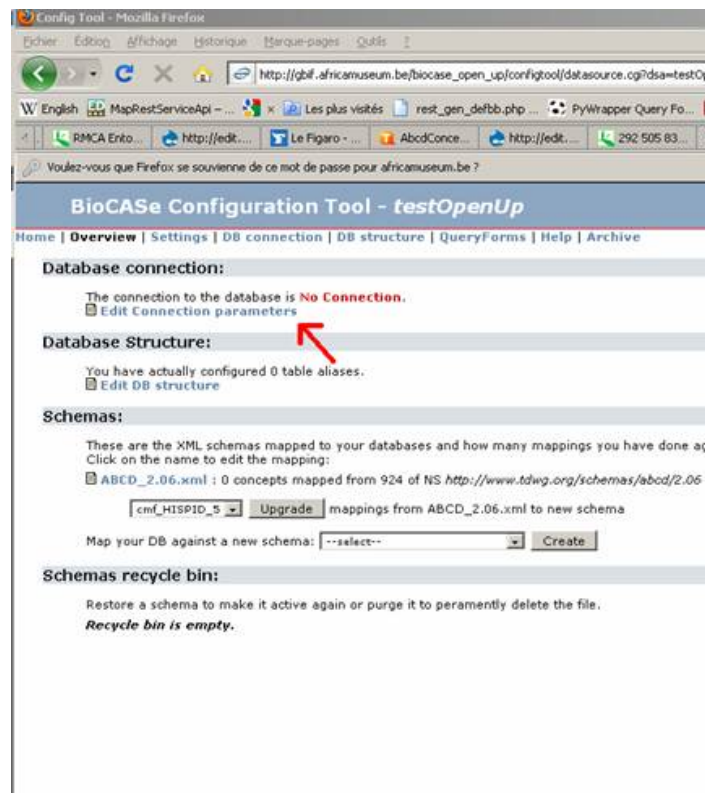 Config Tool - Mozilla Firefox
Fichier Édition Affichage Historique Marque-pages Outils ?
http://gbif.africamuseum.be/biocase_open_up/configtool/datasource.cgi?dsa=testOp
English MapRestServiceApi – ... Les plus visités rest_gen_defbb.php ... PyWrapper Query Fo...
RMCA Ento... http://edit.... Le Figaro - ... AbcdConce... http://edit.... 292 505 83...
Voulez-vous que Firefox se souvienne de ce mot de passe pour africamuseum.be ?
BioCASe Configuration Tool - testOpenUp
Home | Overview | Settings | DB connection | DB structure | QueryForms | Help | Archive
Database connection:
The connection to the database is No Connection.
Edit Connection parameters
Database Structure:
You have actually configured 0 table aliases.
Edit DB structure
Schemas:
These are the XML schemas mapped to your databases and how many mappings you have done ag
Click on the name to edit the mapping:
ABCD_2.06.xml : 0 concepts mapped from 924 of NS http://www.tdwg.org/schemas/abcd/2.06
cmf_HISPID_5 Upgrade mappings from ABCD_2.06.xml to new schema
Map your DB against a new schema: --select-- Create
Schemas recycle bin:
Restore a schema to make it active again or purge it to peramently delete the file.
Recycle bin is empty.